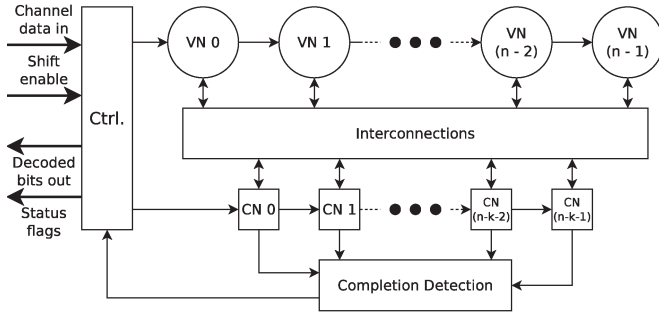 Channel
data in
Shift
enable
Decoded
bits out
Status
flags
Ctrl.
VN 0
VN 1
VN
(n - 2)
VN
(n - 1)
Interconnections
CN 0
CN 1
CN
(n-k-2)
CN
(n-k-1)
Completion Detection